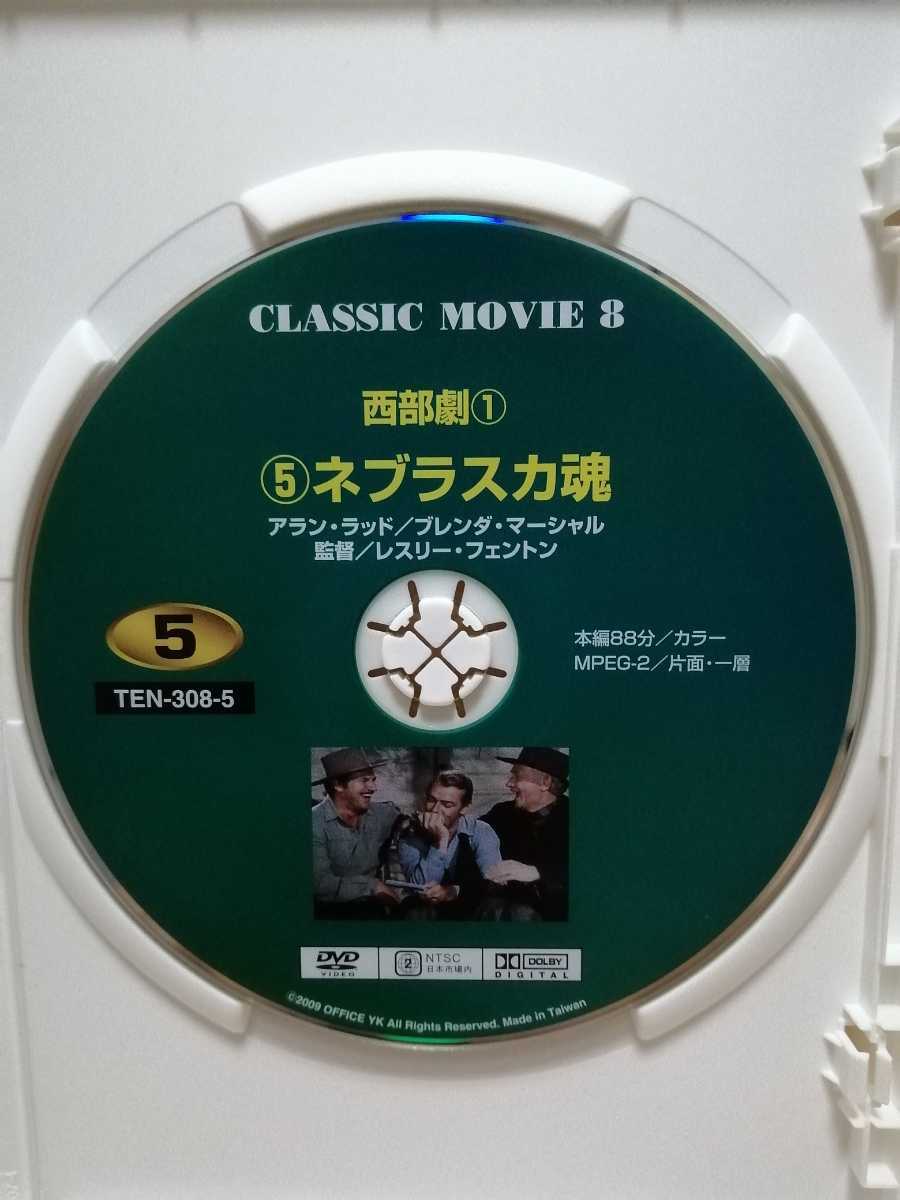 CLASSIC MOVIE 8
西部劇①
⑤ネブラスカ魂
アラン・ラッド／ブレンダ・マーシャル
監督／レスリー・フェントン
5
TEN-308-5
本編88分／カラー
MPEG-2／片面・一層
DVD
VIDEO
2
NTSC
日本市場内
DOLBY
DIGITAL
©2009 OFFICE YK All Rights Reserved. Made in Taiwan